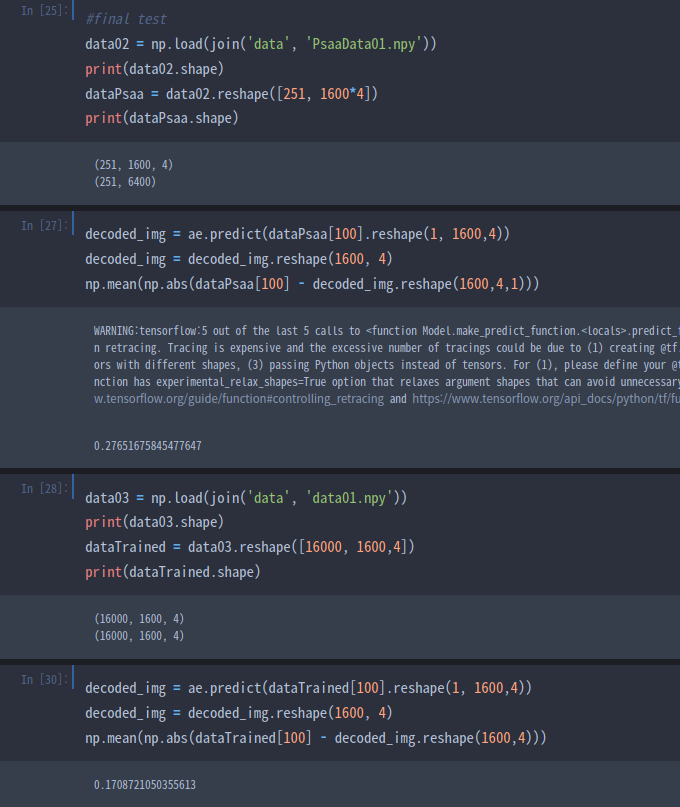 In [25]:
#final test
data02 = np.load(join('data', 'PsaaData01.npy'))
print(data02.shape)
dataPsaa = data02.reshape([251, 1600*4])
print(dataPsaa.shape)
(251, 1600, 4)
(251, 6400)
In [27]:
decoded_img = ae.predict(dataPsaa[100].reshape(1, 1600,4))
decoded_img = decoded_img.reshape(1600, 4)
np.mean(np.abs(dataPsaa[100] - decoded_img.reshape(1600,4,1)))
WARNING:tensorflow:5 out of the last 5 calls to <function Model.make_predict_function.<locals>.predict_f
n retracing. Tracing is expensive and the excessive number of tracings could be due to (1) creating @tf.
ors with different shapes, (3) passing Python objects instead of tensors. For (1), please define your @t
nction has experimental_relax_shapes=True option that relaxes argument shapes that can avoid unnecessary
w.tensorflow.org/guide/function#controlling_retracing and https://www.tensorflow.org/api_docs/python/tf/fu
0.27651675845477647
In [28]:
data03 = np.load(join('data', 'data01.npy'))
print(data03.shape)
dataTrained = data03.reshape([16000, 1600,4])
print(dataTrained.shape)
(16000, 1600, 4)
(16000, 1600, 4)
In [30]:
decoded_img = ae.predict(dataTrained[100].reshape(1, 1600,4))
decoded_img = decoded_img.reshape(1600, 4)
np.mean(np.abs(dataTrained[100] - decoded_img.reshape(1600,4)))
0.1708721050355613